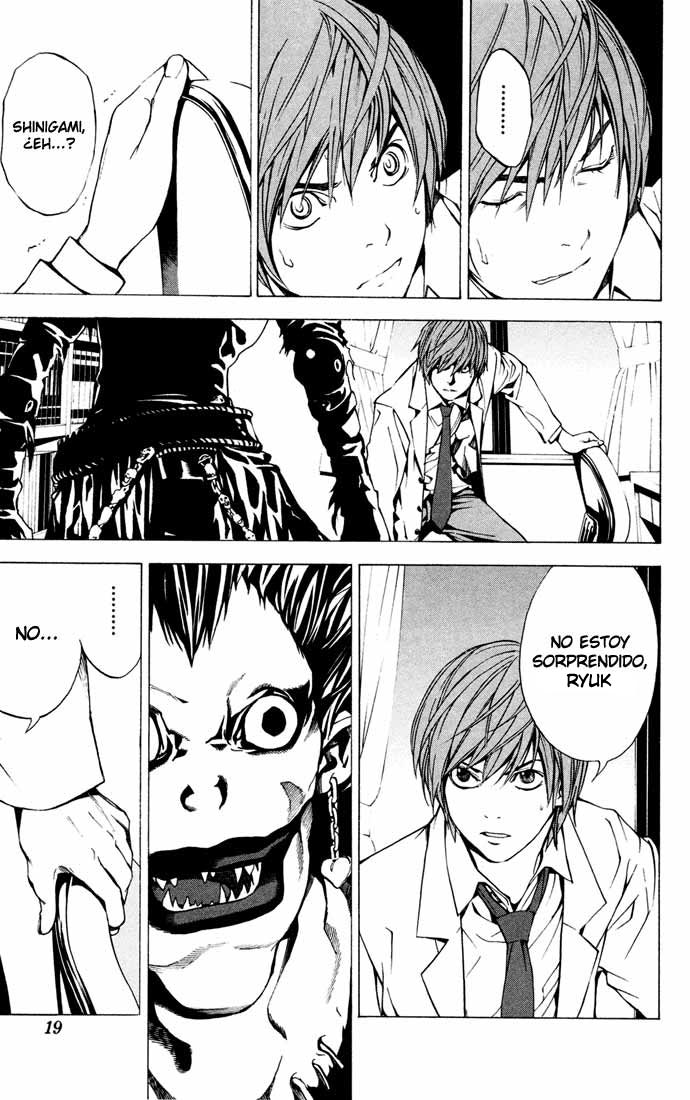 .........
SHINIGAMI,
¿EH...?
NO ESTOY
SORPRENDIDO,
RYUK
.........
NO...
19